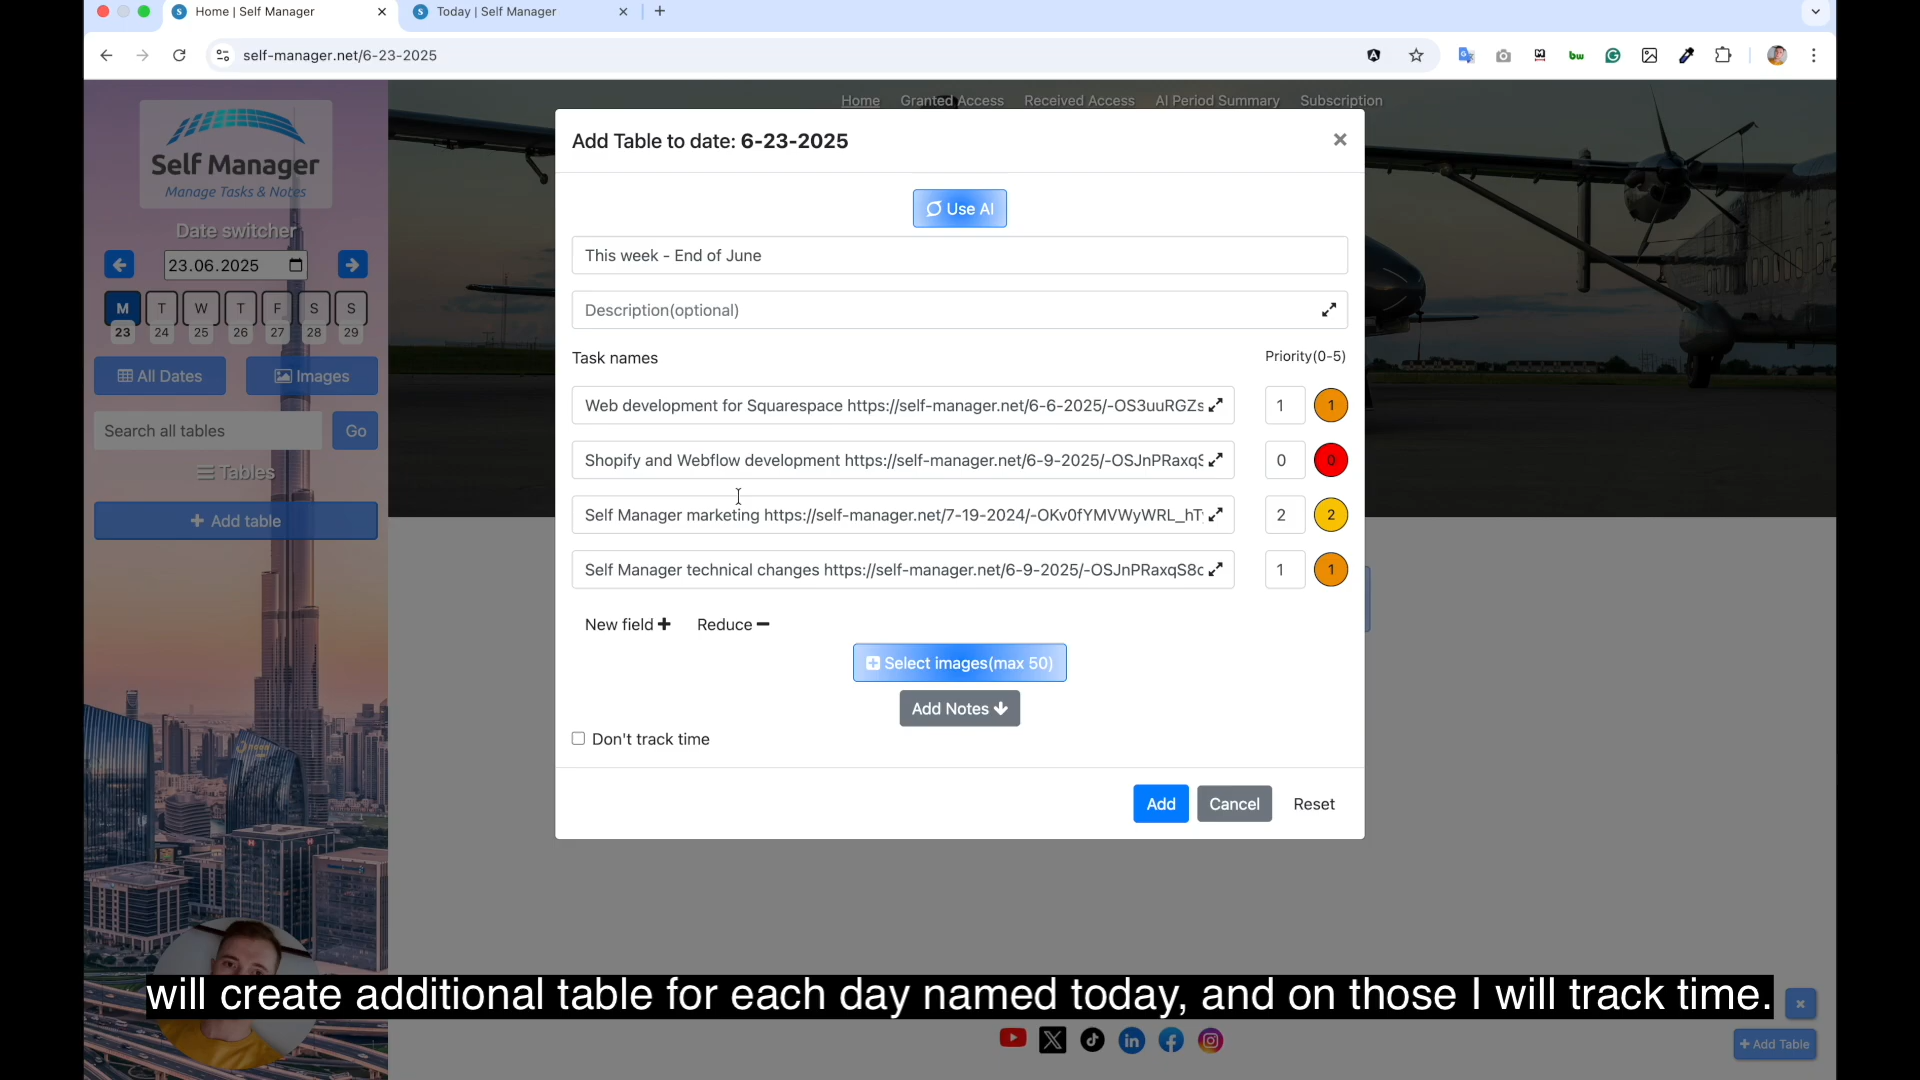 Home | Self Manager
Today | Self Manager
self-manager.net/6-23-2025
Home Granted Access Received Access AI Period Summary Subscription
Self Manager
Manage Tasks & Notes
Date switcher
23.06.2025
M T W T F S S
23 24 25 26 27 28 29
All Dates
Images
Search all tables
Go
Tables
Add table
Add Table to date: 6-23-2025
Use AI
This week - End of June
Description(optional)
Task names
Priority(0-5)
Web development for Squarespace https://self-manager.net/6-6-2025/-OS3uuRGZs
1 1
Shopify and Webflow development https://self-manager.net/6-9-2025/-OSJnPRaxqS
0 0
Self Manager marketing https://self-manager.net/7-19-2024/-OKv0fYMVWyWRL_hT
2 2
Self Manager technical changes https://self-manager.net/6-9-2025/-OSJnPRaxqS8c
1 1
New field
Reduce
Select images(max 50)
Add Notes
Don't track time
Add
Cancel
Reset
will create additional table for each day named today, and on those I will track time.
Add Table